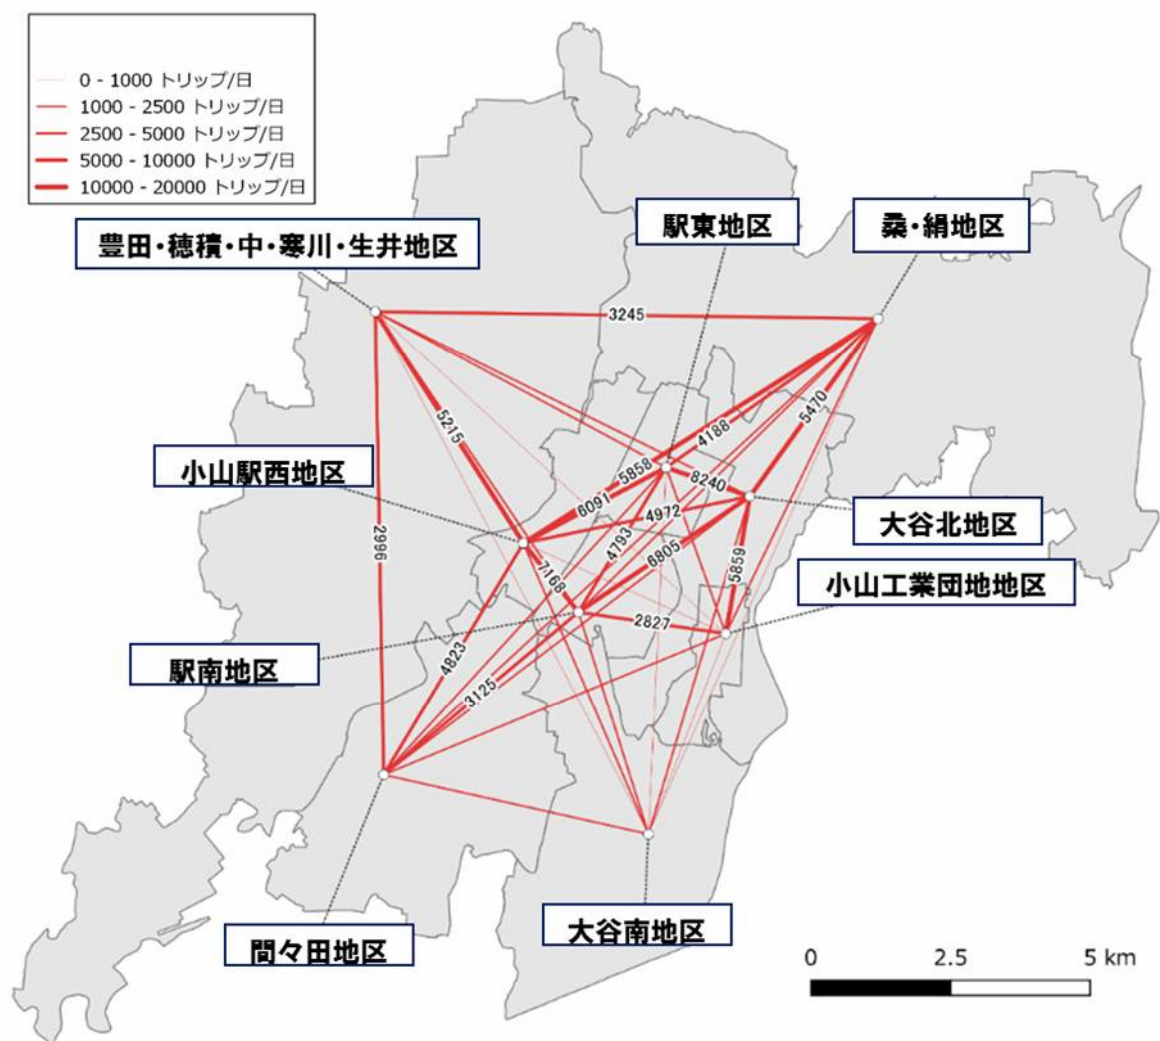 0 - 1000 トリップ/日
1000 - 2500 トリップ/日
2500 - 5000 トリップ/日
5000 - 10000 トリップ/日
10000 - 20000 トリップ/日
駅東地区
桑・絹地区
豊田・穂積・中・寒川・生井地区
3245
5470
5215
4188
小山駅西地区
5858
8240
6091
4972
大谷北地区
2996
4793
6805
5859
小山工業団地地区
7168
2827
駅南地区
4823
3125
大谷南地区
間々田地区
0 2.5 5 km